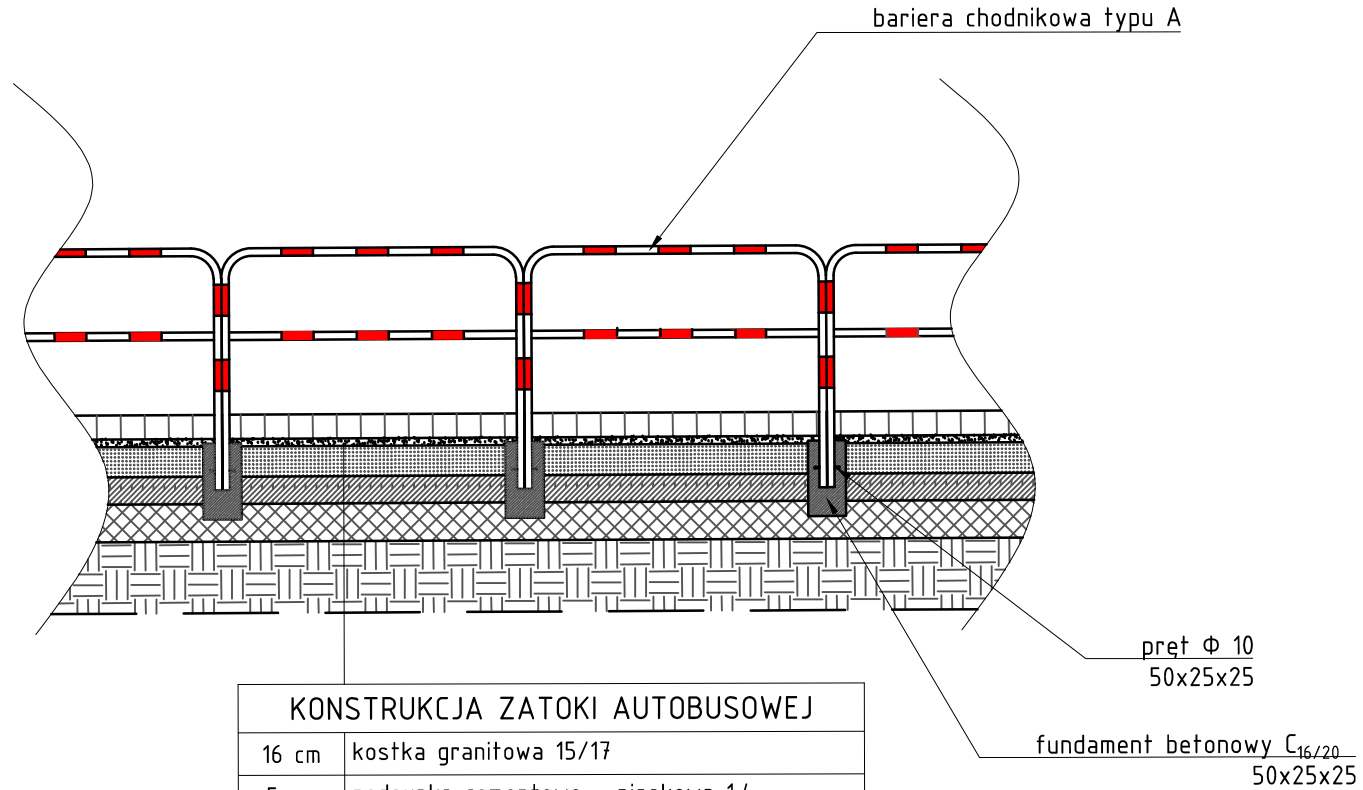 bariera chodnikowa typu A
pręt Φ 10
50x25x25
fundament betonowy C16/20
50x25x25
KONSTRUKCJA ZATOKI AUTOBUSOWEJ
16 cm kostka granitowa 15/17